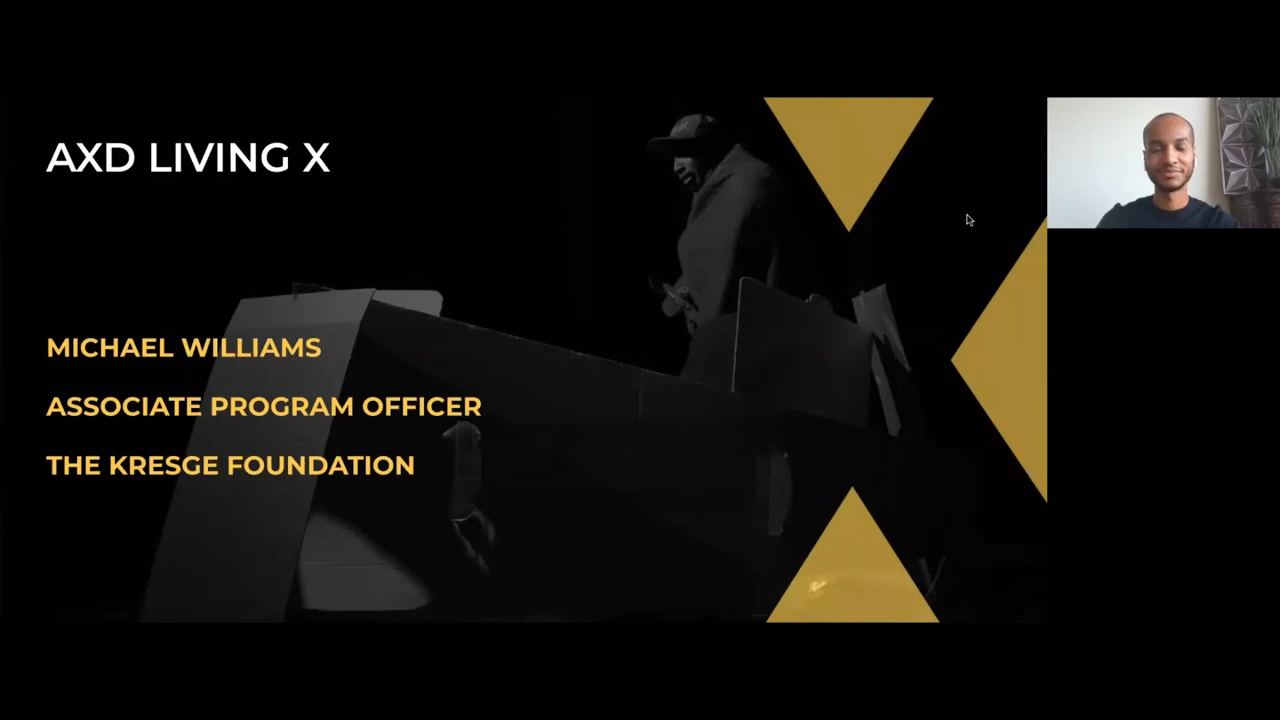 AXD LIVING X
MICHAEL WILLIAMS
ASSOCIATE PROGRAM OFFICER
THE KRESGE FOUNDATION